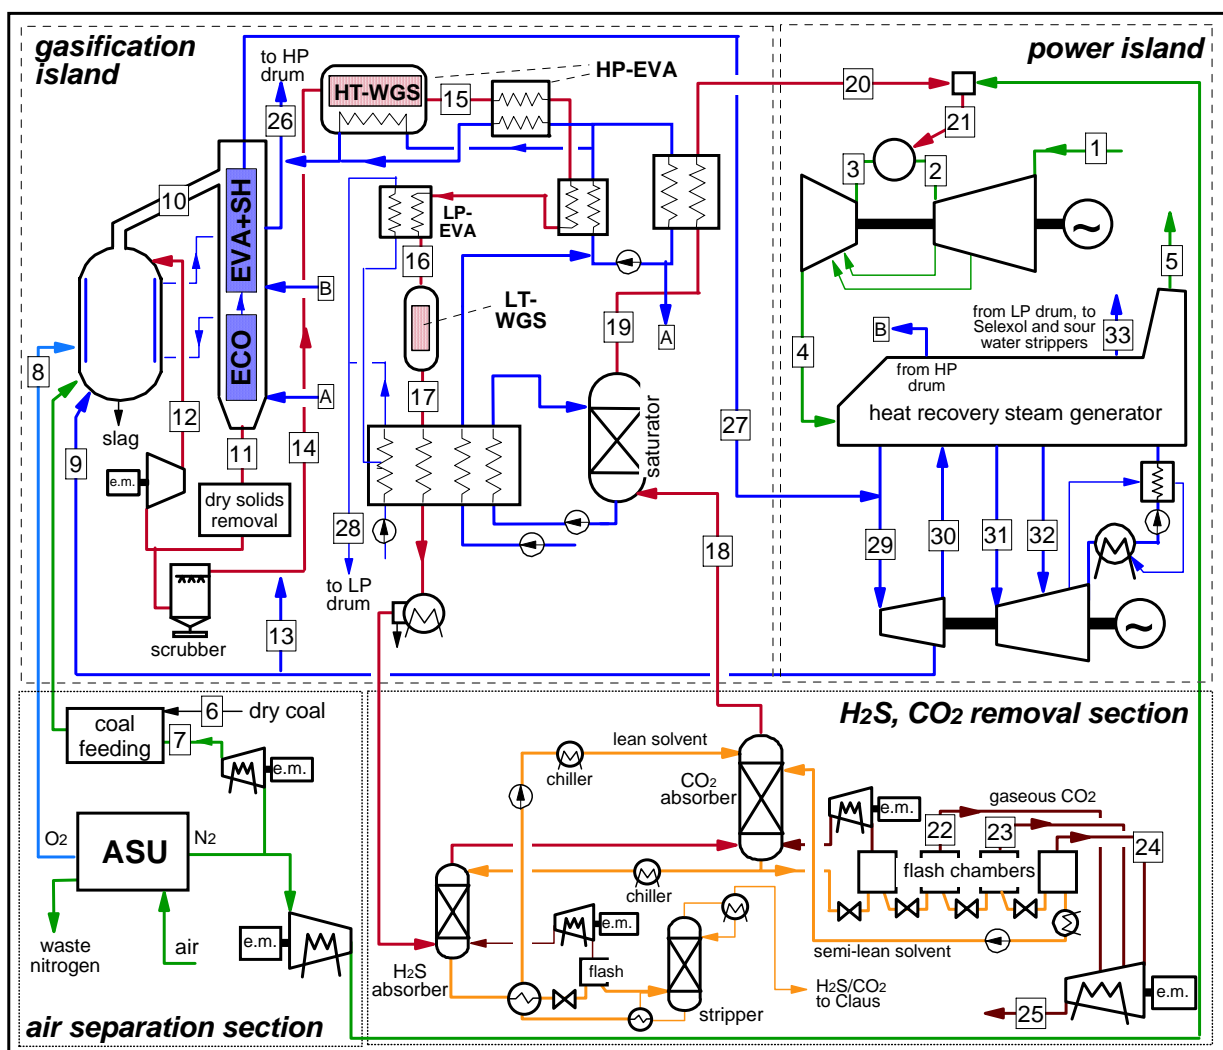 gasification
island
to HP
drum
26
HT-WGS
15
HP-EVA
20
power island
21
1
3
2
10
EVA+SH
LP-
EVA
16
B
LT-
WGS
19
A
5
from LP drum, to
Selexol and sour
water strippers
33
B
from HP
drum
4
heat recovery steam generator
8
ECO
A
12
14
17
slag
saturator
27
9
11
e.m.
dry solids
removal
28
18
29
30
31
32
to LP
drum
13
scrubber
~
~
6
dry coal
coal
feeding
7
e.m.
O2
ASU
N2
waste
nitrogen
air
e.m.
air separation section
H2S, CO2 removal section
lean solvent
chiller
CO2
absorber
e.m.
gaseous CO2
22
23
24
flash chambers
chiller
e.m.
semi-lean solvent
flash
H2S
absorber
stripper
H2S/CO2
to Claus
e.m.
25